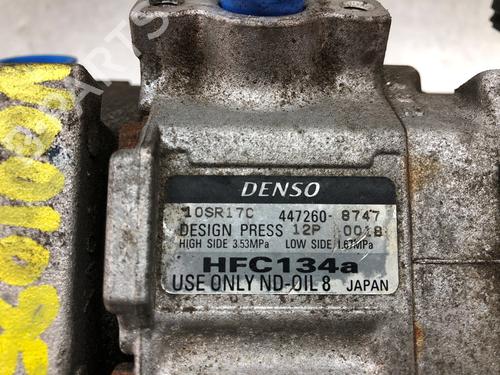 DENSO
10SR17C 447260-8747
DESIGN PRESS 12P 0018
HIGH SIDE 3.53MPa LOW SIDE 1.67MPa
HFC134a
USE ONLY ND-OIL 8 JAPAN